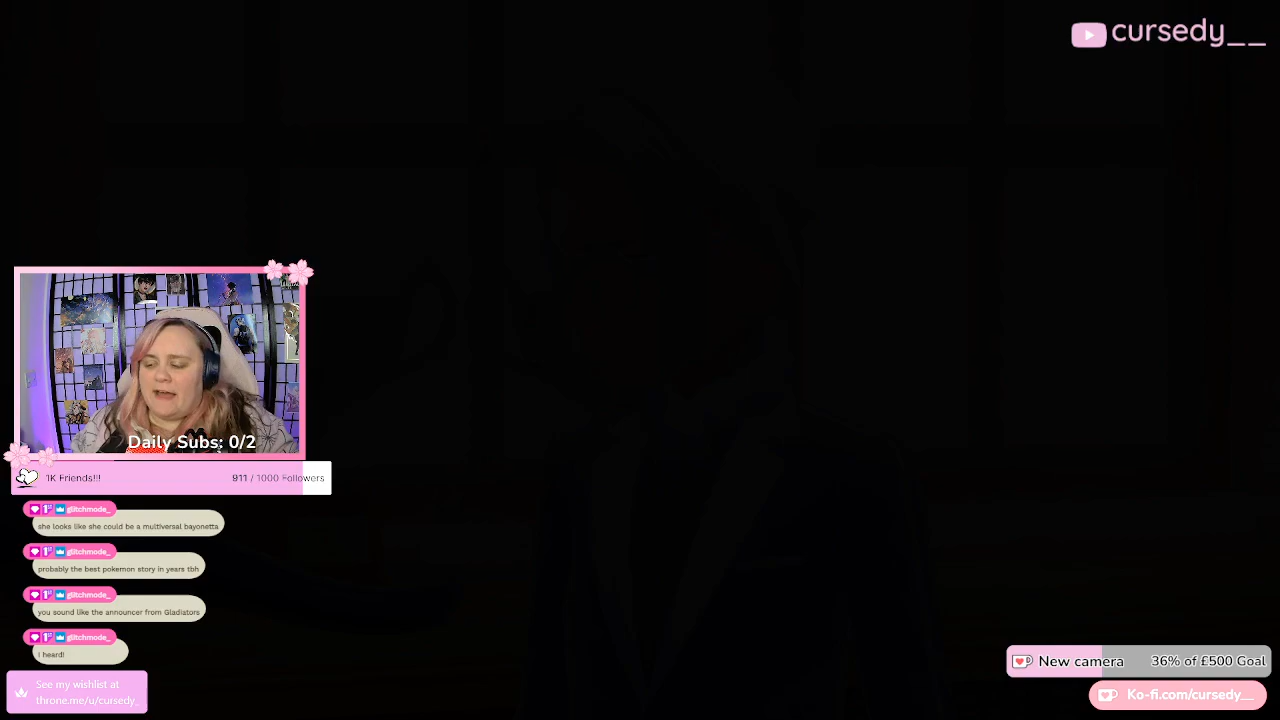 cursedy__
Daily Subs: 0/2
1K Friends!!!
911 / 1000 Followers
glitchmode_
she looks like she could be a multiversal bayonetta
glitchmode_
probably the best pokemon story in years tbh
glitchmode_
you sound like the announcer from Gladiators
glitchmode_
I heard!
See my wishlist at
throne.me/u/cursedy_
New camera
36% of £500 Goal
Ko-fi.com/cursedy__